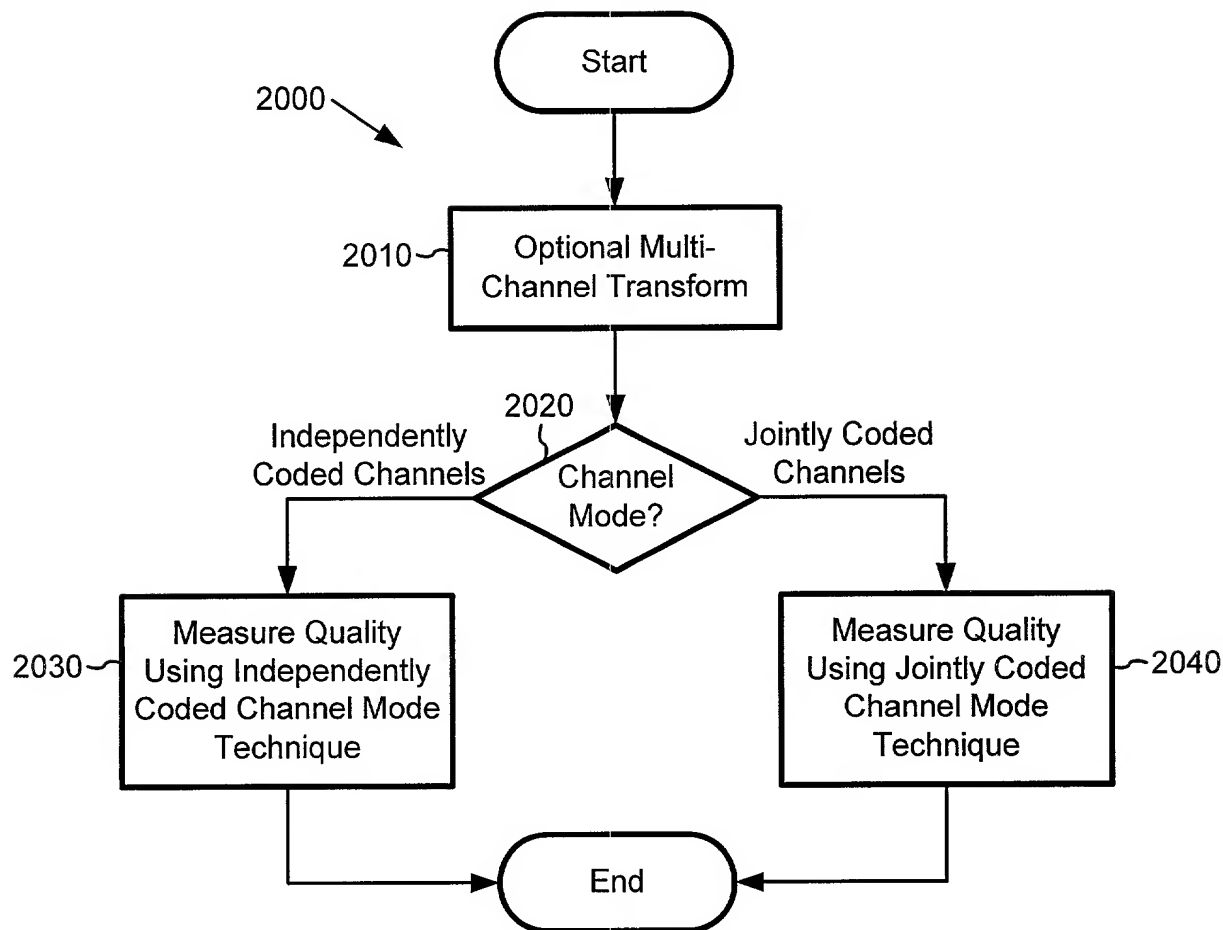 Start
2000
2010
Optional Multi-
Channel Transform
2020
Independently
Coded Channels
Channel
Mode?
Jointly Coded
Channels
2030
Measure Quality
Using Independently
Coded Channel Mode
Technique
Measure Quality
Using Jointly Coded
Channel Mode
Technique
2040
End